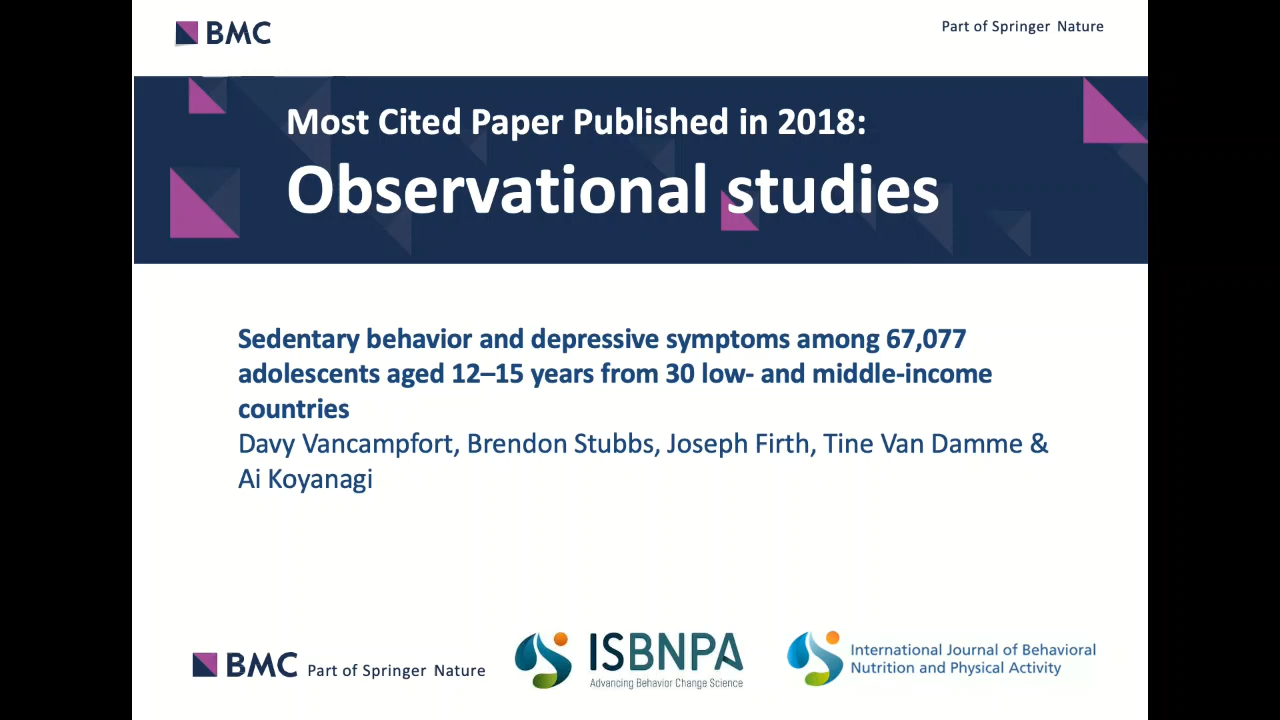 BMC
Part of Springer Nature
Most Cited Paper Published in 2018:
Observational studies
Sedentary behavior and depressive symptoms among 67,077
adolescents aged 12–15 years from 30 low- and middle-income
countries
Davy Vancampfort, Brendon Stubbs, Joseph Firth, Tine Van Damme &
Ai Koyanagi
BMC Part of Springer Nature
ISBNPA
Advancing Behavior Change Science
International Journal of Behavioral
Nutrition and Physical Activity